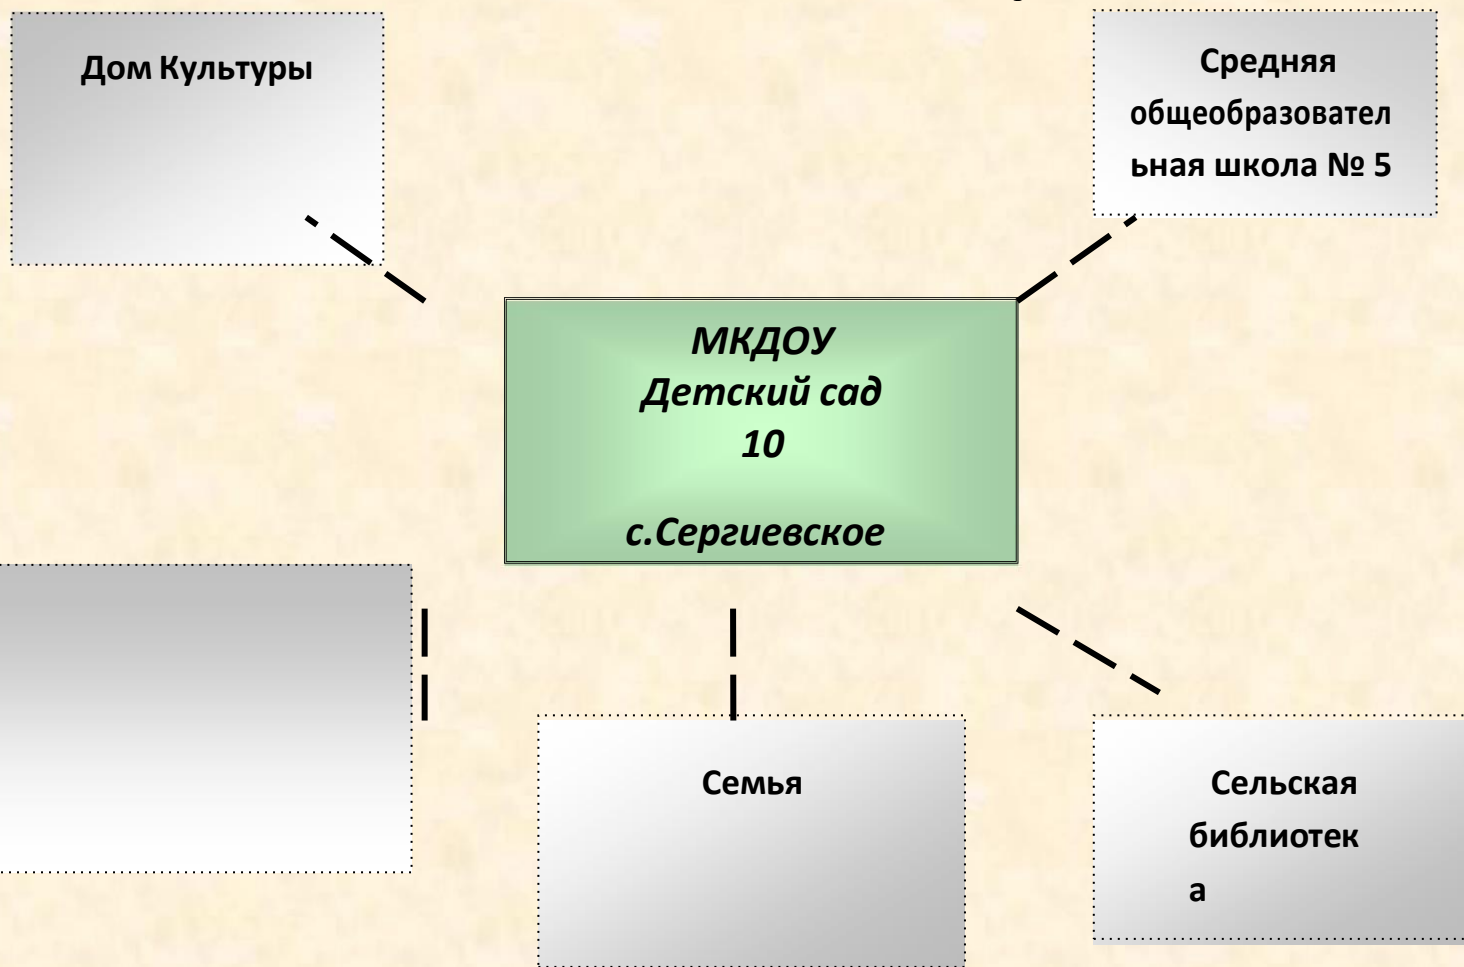 Дом Культуры
Средняя
общеобразовател
ьная школа № 5
МКДОУ
Детский сад
10
с.Сергиевское
Семья
Сельская
библиотек
а